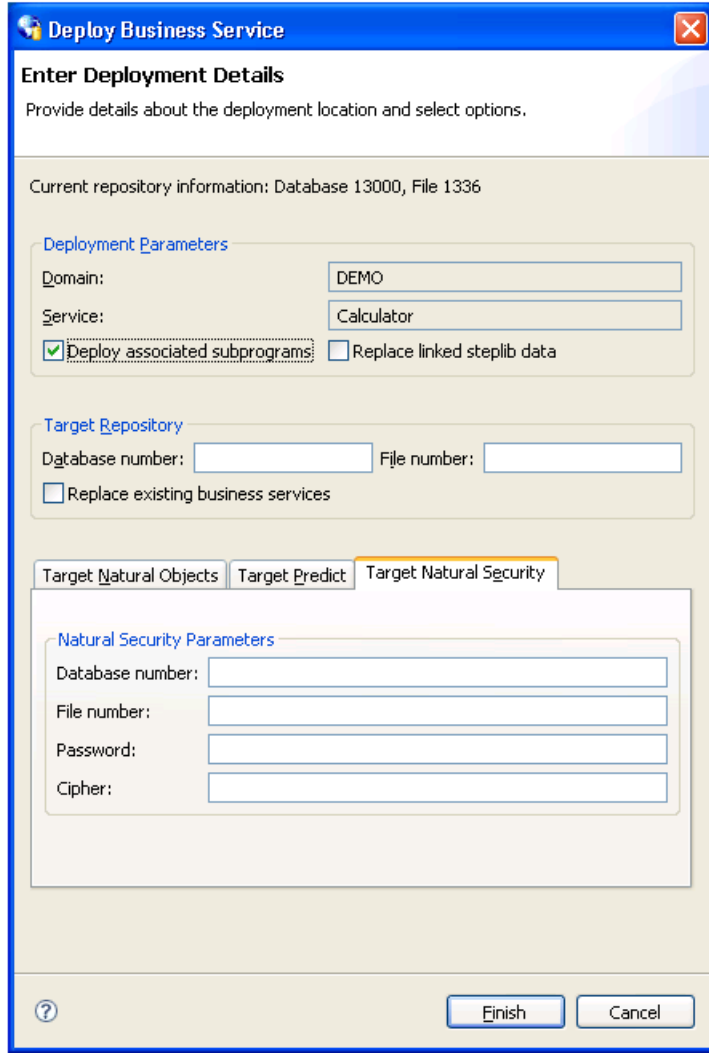 Deploy Business Service
Enter Deployment Details
Provide details about the deployment location and select options.
Current repository information: Database 13000, File 1336
Deployment Parameters
Domain: DEMO
Service: Calculator
Deploy associated subprograms Replace linked steplib data
Target Repository
Database number: File number:
Replace existing business services
Target Natural Objects Target Predict Target Natural Security
Natural Security Parameters
Database number:
File number:
Password:
Cipher:
? Finish Cancel